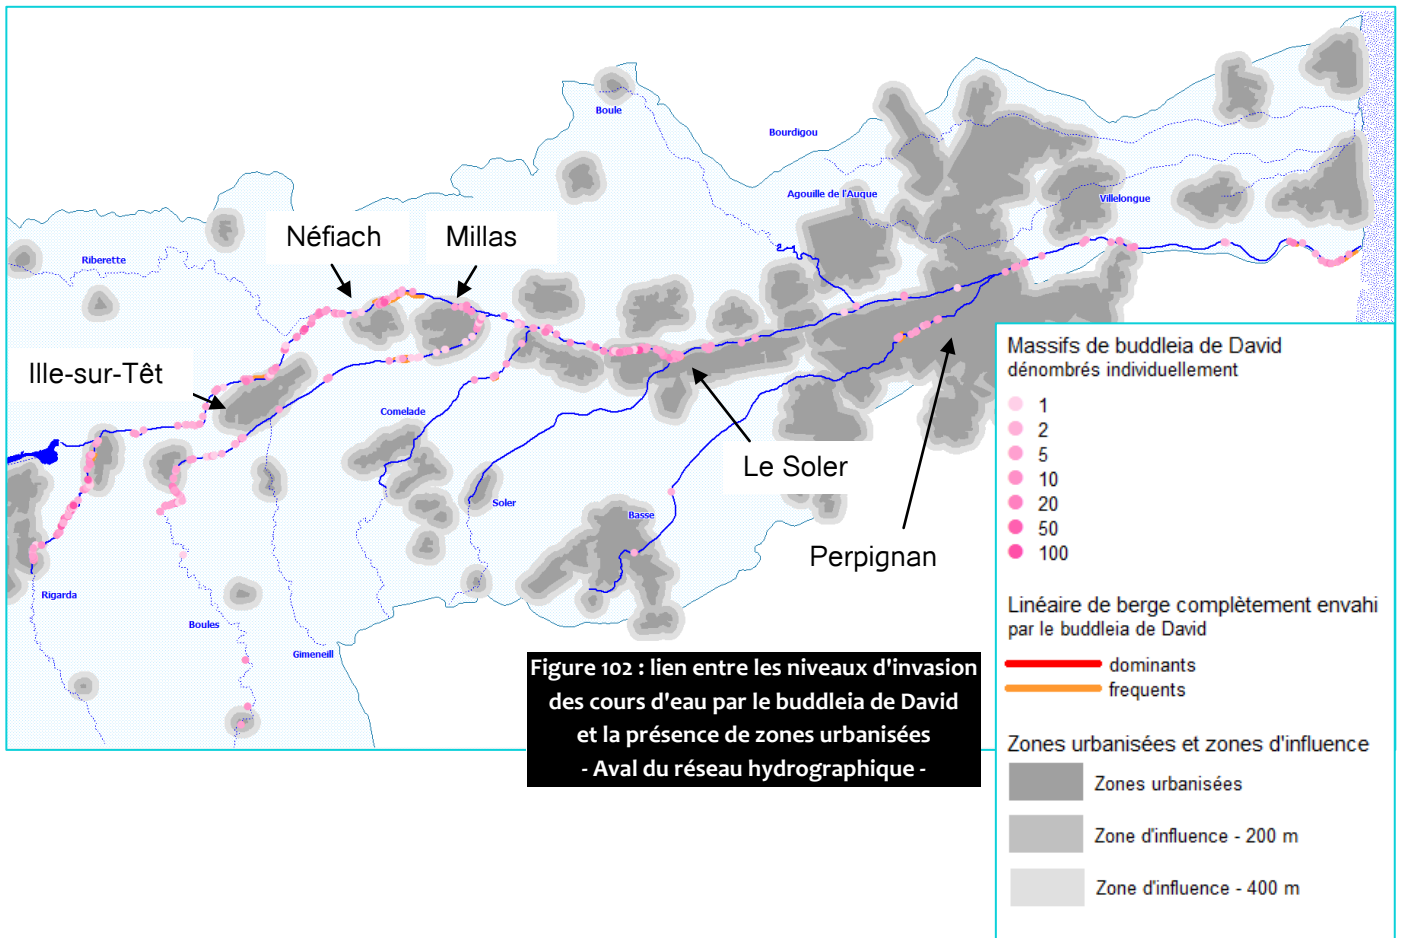 Boule
Bourdigou
Agouille de l'Auque
Villelongue
Néfiach
Millas
Riberette
Ille-sur-Têt
Comelade
Le Soler
Soler
Basse
Perpignan
Rigarda
Boules
Gimeneill
Figure 102 : lien entre les niveaux d'invasion
des cours d'eau par le buddleia de David
et la présence de zones urbanisées
- Aval du réseau hydrographique -
Massifs de buddleia de David
dénombrés individuellement
1
2
5
10
20
50
100
Linéaire de berge complètement envahi
par le buddleia de David
dominants
frequents
Zones urbanisées et zones d'influence
Zones urbanisées
Zone d'influence - 200 m
Zone d'influence - 400 m